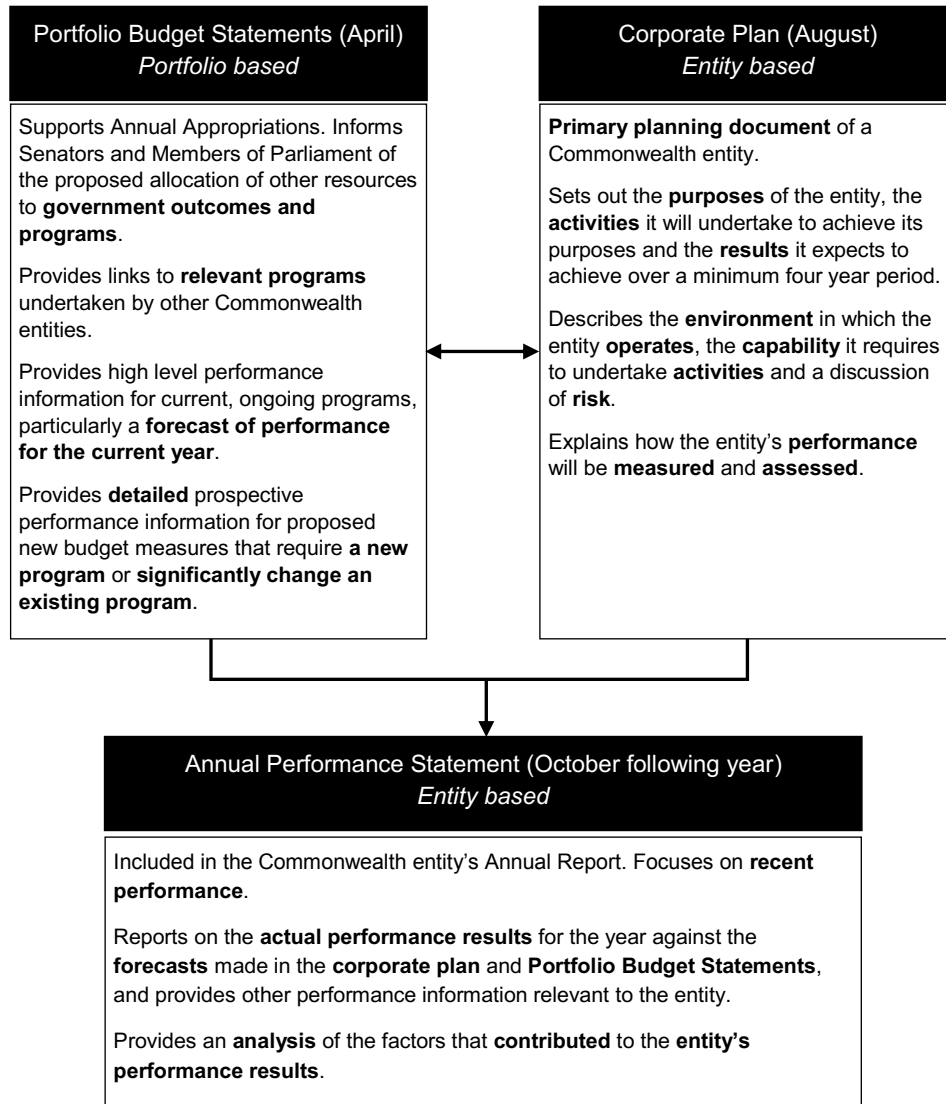 Portfolio Budget Statements (April)
Portfolio based
Supports Annual Appropriations. Informs
Senators and Members of Parliament of
the proposed allocation of other resources
to government outcomes and
programs.
Provides links to relevant programs
undertaken by other Commonwealth
entities.
Provides high level performance
information for current, ongoing programs,
particularly a forecast of performance
for the current year.
Provides detailed prospective
performance information for proposed
new budget measures that require a new
program or significantly change an
existing program.
Corporate Plan (August)
Entity based
Primary planning document of a
Commonwealth entity.
Sets out the purposes of the entity, the
activities it will undertake to achieve its
purposes and the results it expects to
achieve over a minimum four year period.
Describes the environment in which the
entity operates, the capability it requires
to undertake activities and a discussion
of risk.
Explains how the entity's performance
will be measured and assessed.
Annual Performance Statement (October following year)
Entity based
Included in the Commonwealth entity's Annual Report. Focuses on recent
performance.
Reports on the actual performance results for the year against the
forecasts made in the corporate plan and Portfolio Budget Statements,
and provides other performance information relevant to the entity.
Provides an analysis of the factors that contributed to the entity's
performance results.